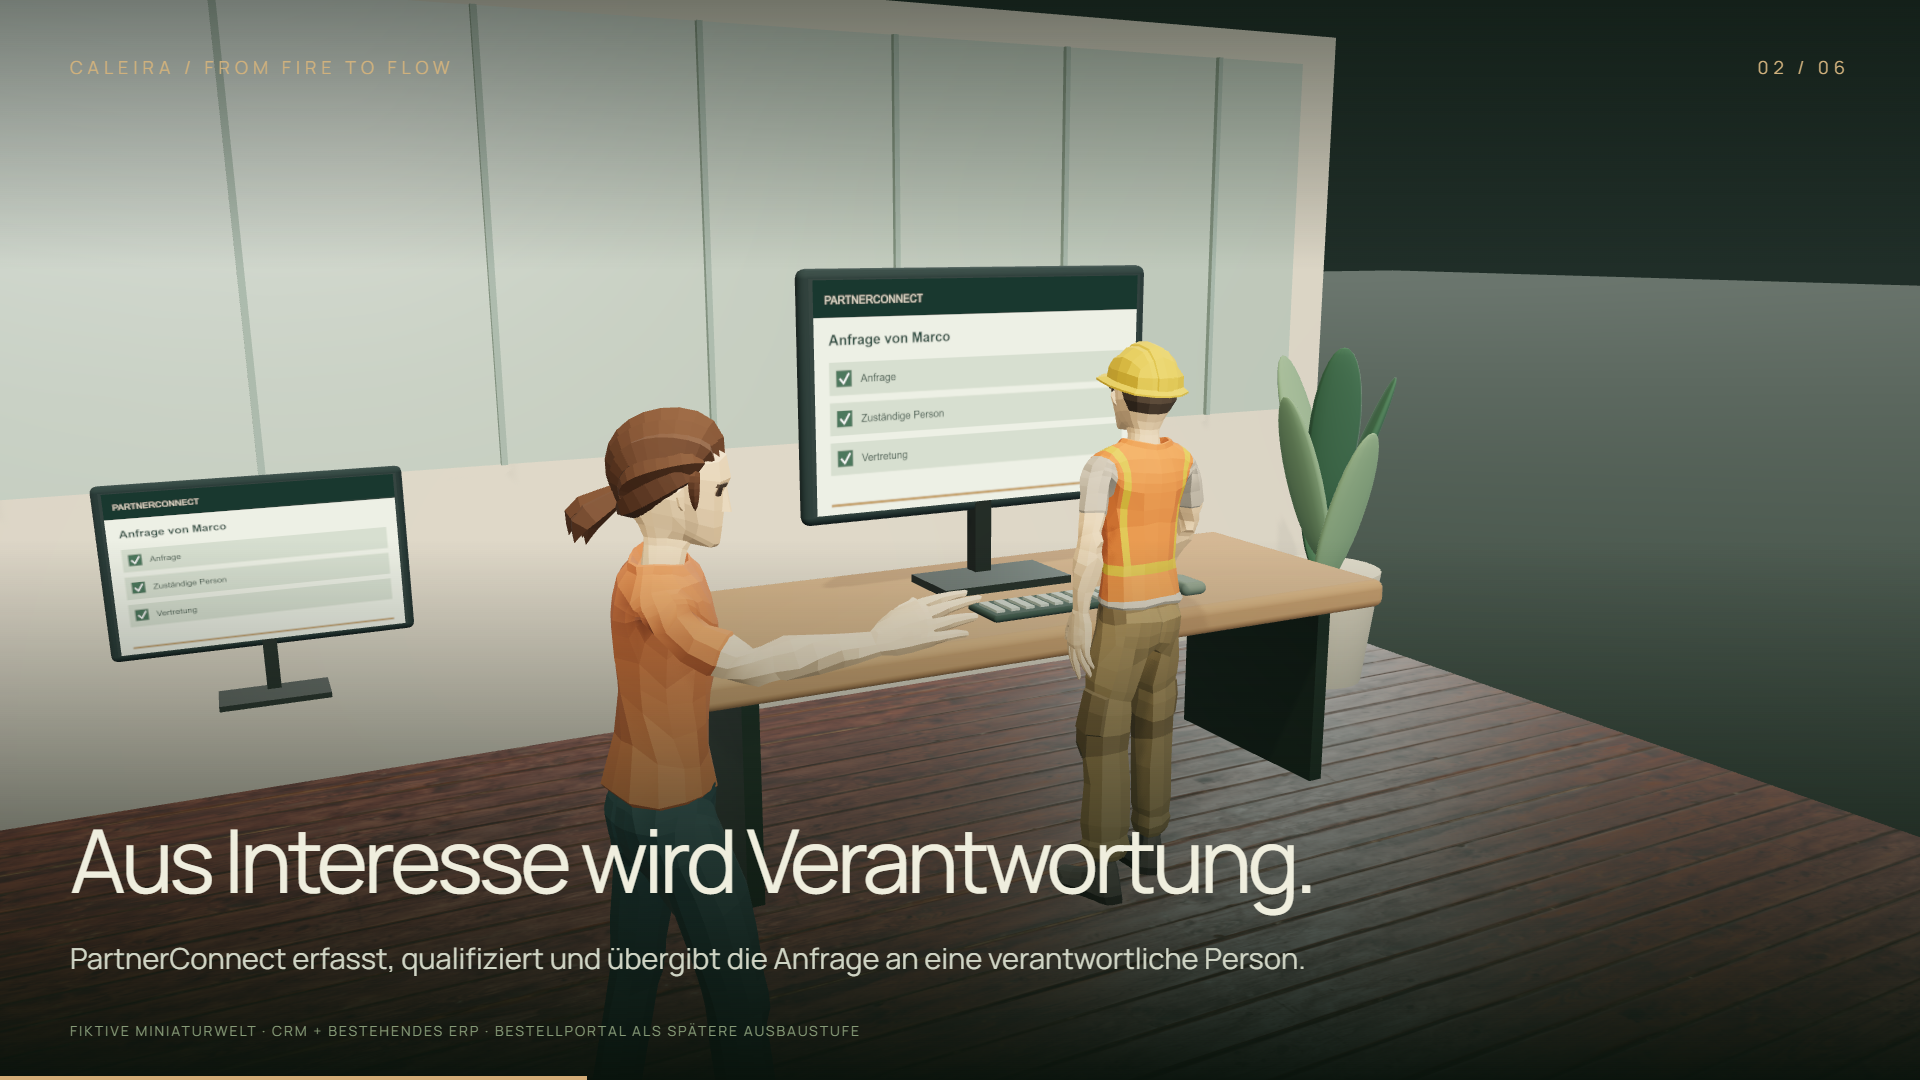 CALEIRA / FROM FIRE TO FLOW
02 / 06
PARTNERCONNECT
Anfrage von Marco
Anfrage
Zuständige Person
Vertretung
PARTNERCONNECT
Anfrage von Marco
Anfrage
Zuständige Person
Vertretung
Aus Interesse wird Verantwortung.
PartnerConnect erfasst, qualifiziert und übergibt die Anfrage an eine verantwortliche Person.
FIKTIVE MINIATURWELT · CRM + BESTEHENDES ERP · BESTELLPORTAL ALS SPÄTERE AUSBAUSTUFE